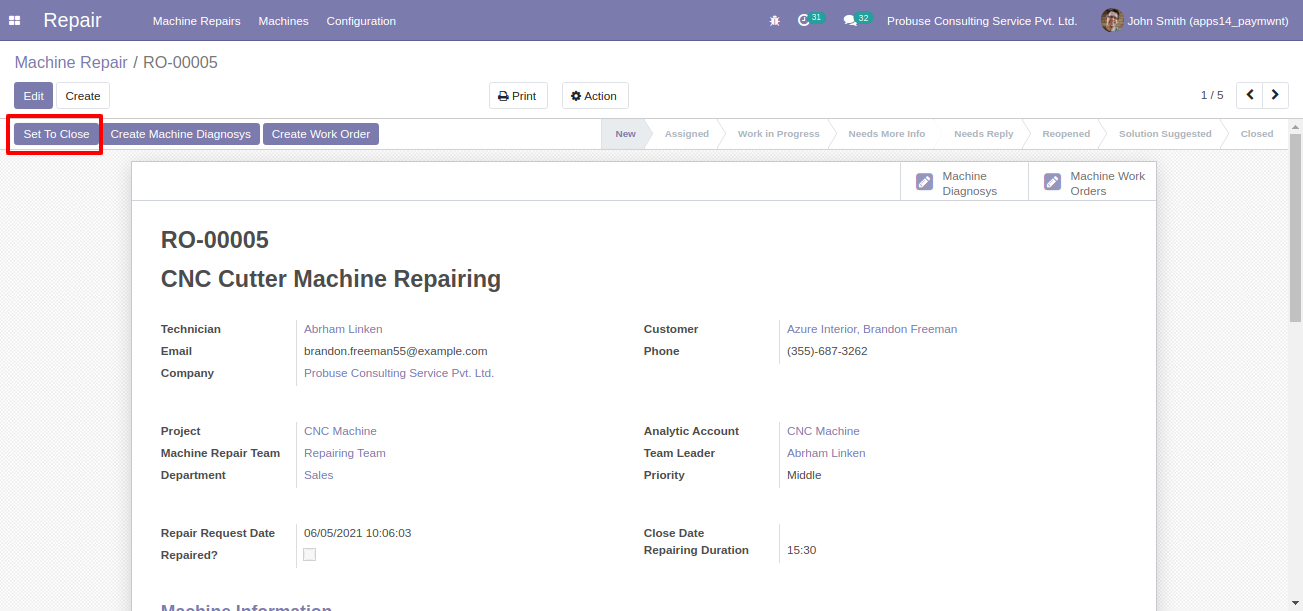 Repair Machine Repairs Machines Configuration 31 32 Probuse Consulting Service Pvt. Ltd. John Smith (apps14_paymwnt)
Machine Repair / RO-00005
Edit Create Print Action 1 / 5
Set To Close Create Machine Diagnosys Create Work Order New Assigned Work in Progress Needs More Info Needs Reply Reopened Solution Suggested Closed
Machine Diagnosys
Machine Work Orders
RO-00005
CNC Cutter Machine Repairing
Technician Abrham Linken Customer Azure Interior, Brandon Freeman
Email brandon.freeman55@example.com Phone (355)-687-3262
Company Probuse Consulting Service Pvt. Ltd.
Project CNC Machine Analytic Account CNC Machine
Machine Repair Team Repairing Team Team Leader Abrham Linken
Department Sales Priority Middle
Repair Request Date 06/05/2021 10:06:03 Close Date
Repaired? Repairing Duration 15:30
Machine Information